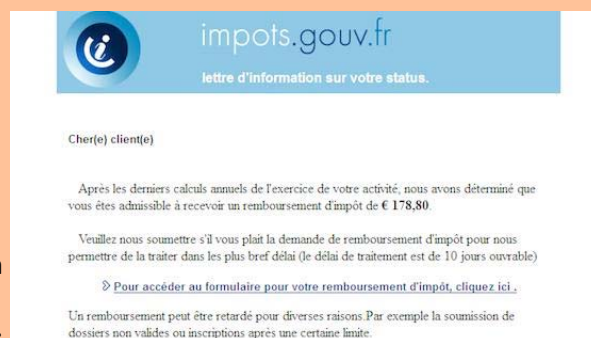 impots.gouv.fr
lettre d'information sur votre status.
Cher(e) client(e)
Après les derniers calculs annuels de l'exercice de votre activité, nous avons déterminé que
vous êtes admissible à recevoir un remboursement d'impôt de € 178,80.
Veuillez nous soumettre s'il vous plait la demande de remboursement d'impôt pour nous
permettre de la traiter dans les plus bref délai (le délai de traitement est de 10 jours ouvrable)
Pour accéder au formulaire pour votre remboursement d'impôt, cliquez ici .
Un remboursement peut être retardé pour diverses raisons.Par exemple la soumission de
dossiers non valides ou inscriptions après une certaine limite.